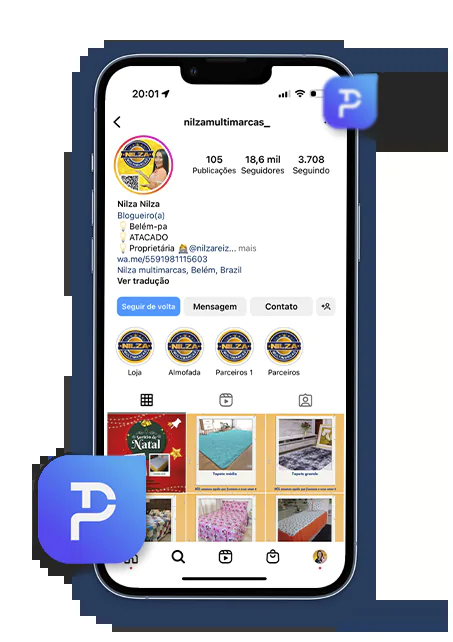 20:01
nilzamultimarcas_
NILZA
105
18,6 mil
3.708
Publicações
Seguidores
Seguindo
Nilza Nilza
Blogueiro(a)
Belém-pa
ATACADO
Proprietária @nilzareiz... mais
wa.me/5591981115603
Nilza multimarcas, Belém, Brazil
Ver tradução
Seguir de volta
Mensagem
Contato
NILZA
NILZA
NILZA
NILZA
Loja
Almofada
Parceiros 1
Parceiros
Natal
Tapete médio
Tapete grande